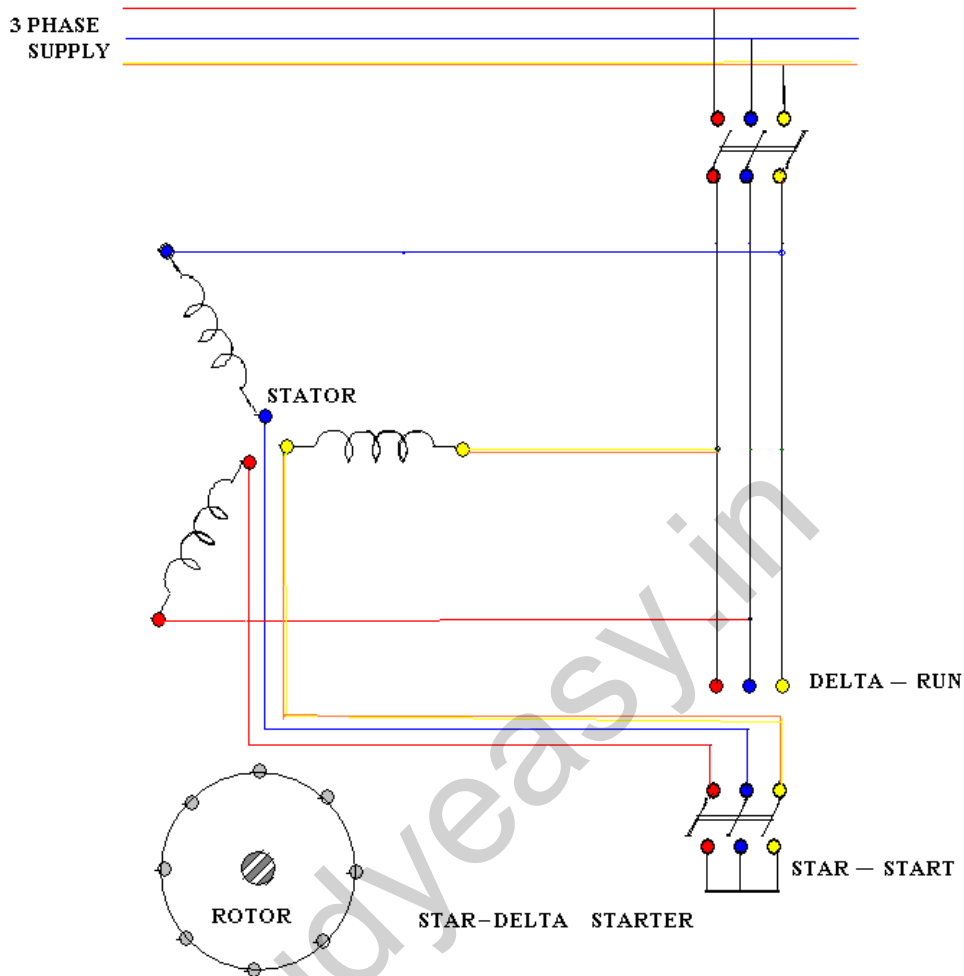 3 PHASE
SUPPLY
STATOR
DELTA – RUN
STAR – START
ROTOR
STAR-DELTA STARTER